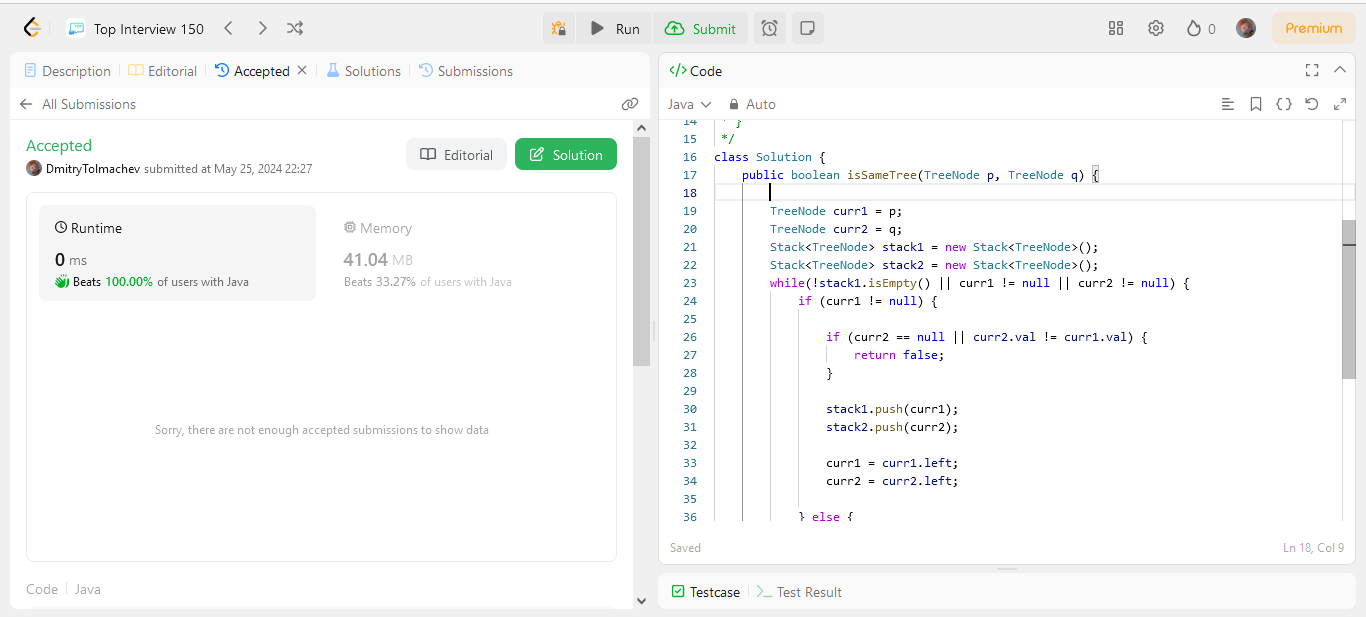 Top Interview 150
Run
Submit
0
Premium
Description
Editorial
Accepted
Solutions
Submissions
All Submissions
Accepted
DmitryTolmachev submitted at May 25, 2024 22:27
Editorial
Solution
Runtime
0 ms
Beats 100.00% of users with Java
Memory
41.04 MB
Beats 33.27% of users with Java
Sorry, there are not enough accepted submissions to show data
Code
Java
</> Code
Java
Auto
14 * }
15 */
16 class Solution {
17 public boolean isSameTree(TreeNode p, TreeNode q) {
18
19 TreeNode curr1 = p;
20 TreeNode curr2 = q;
21 Stack<TreeNode> stack1 = new Stack<TreeNode>();
22 Stack<TreeNode> stack2 = new Stack<TreeNode>();
23 while(!stack1.isEmpty() || curr1 != null || curr2 != null) {
24 if (curr1 != null) {
25
26 if (curr2 == null || curr2.val != curr1.val) {
27 return false;
28 }
29
30 stack1.push(curr1);
31 stack2.push(curr2);
32
33 curr1 = curr1.left;
34 curr2 = curr2.left;
35
36 } else {
Saved
Ln 18, Col 9
Testcase
Test Result